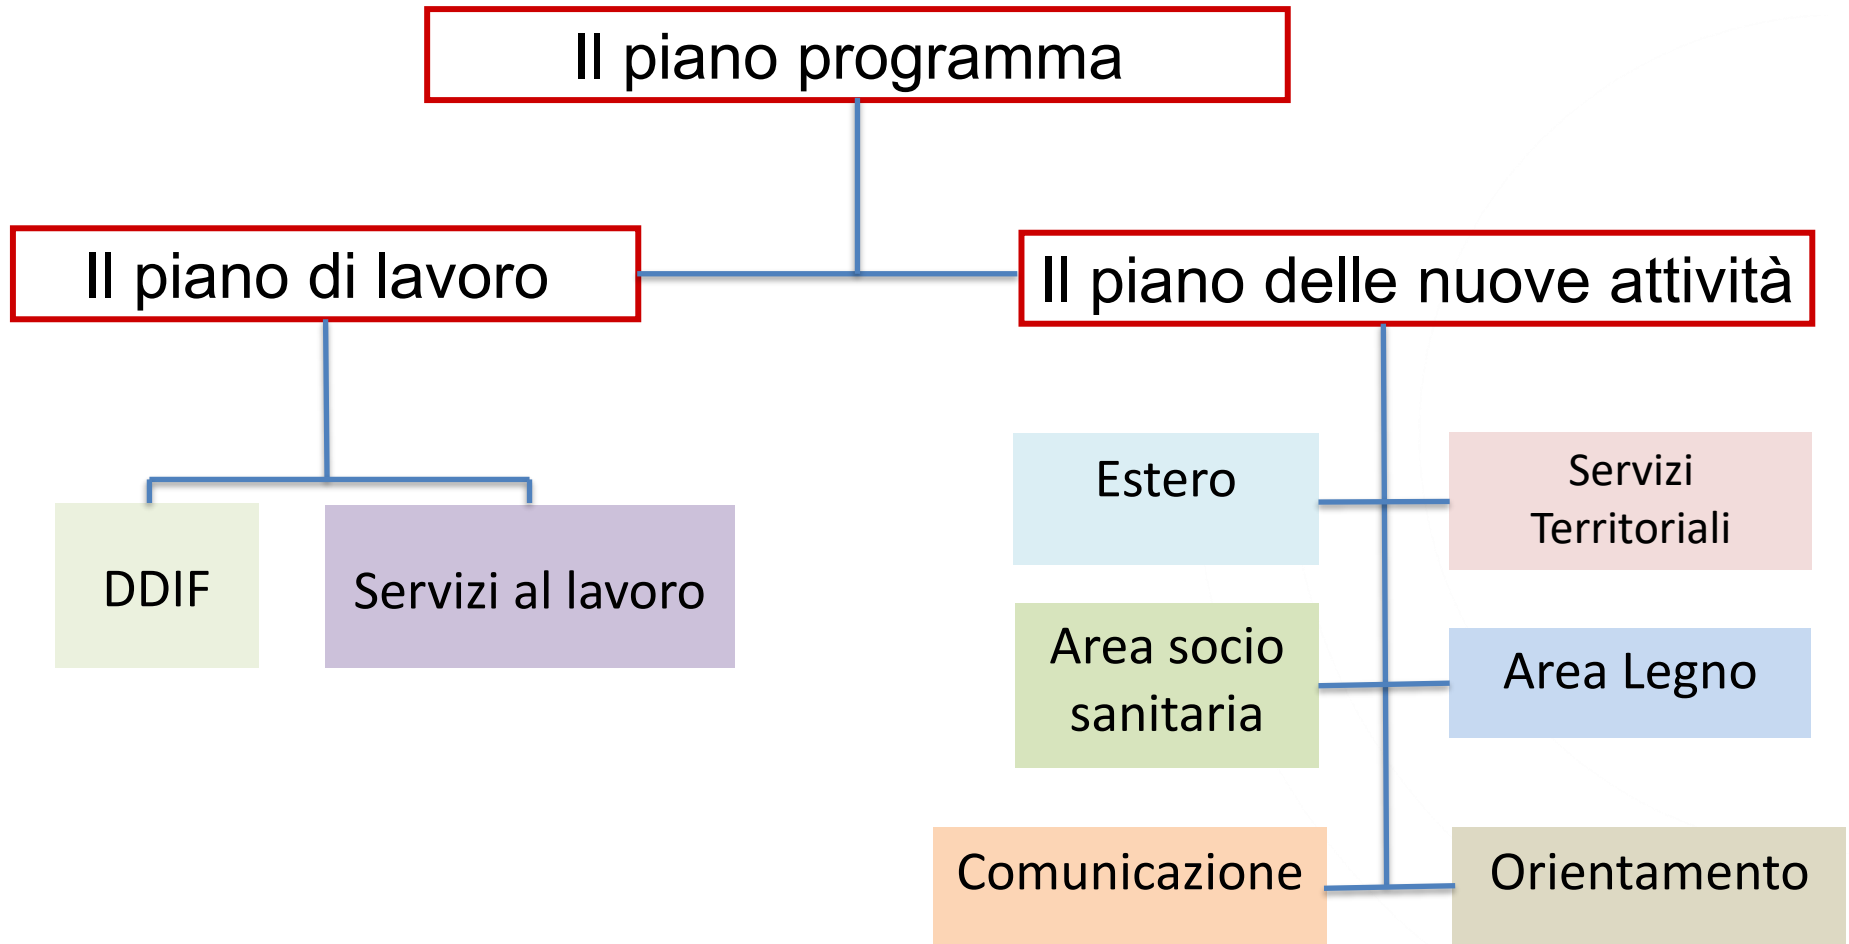 Il piano programma
Il piano di lavoro
Il piano delle nuove attività
Estero
Servizi
Territoriali
DDIF
Servizi al lavoro
Area socio
sanitaria
Area Legno
Comunicazione
Orientamento